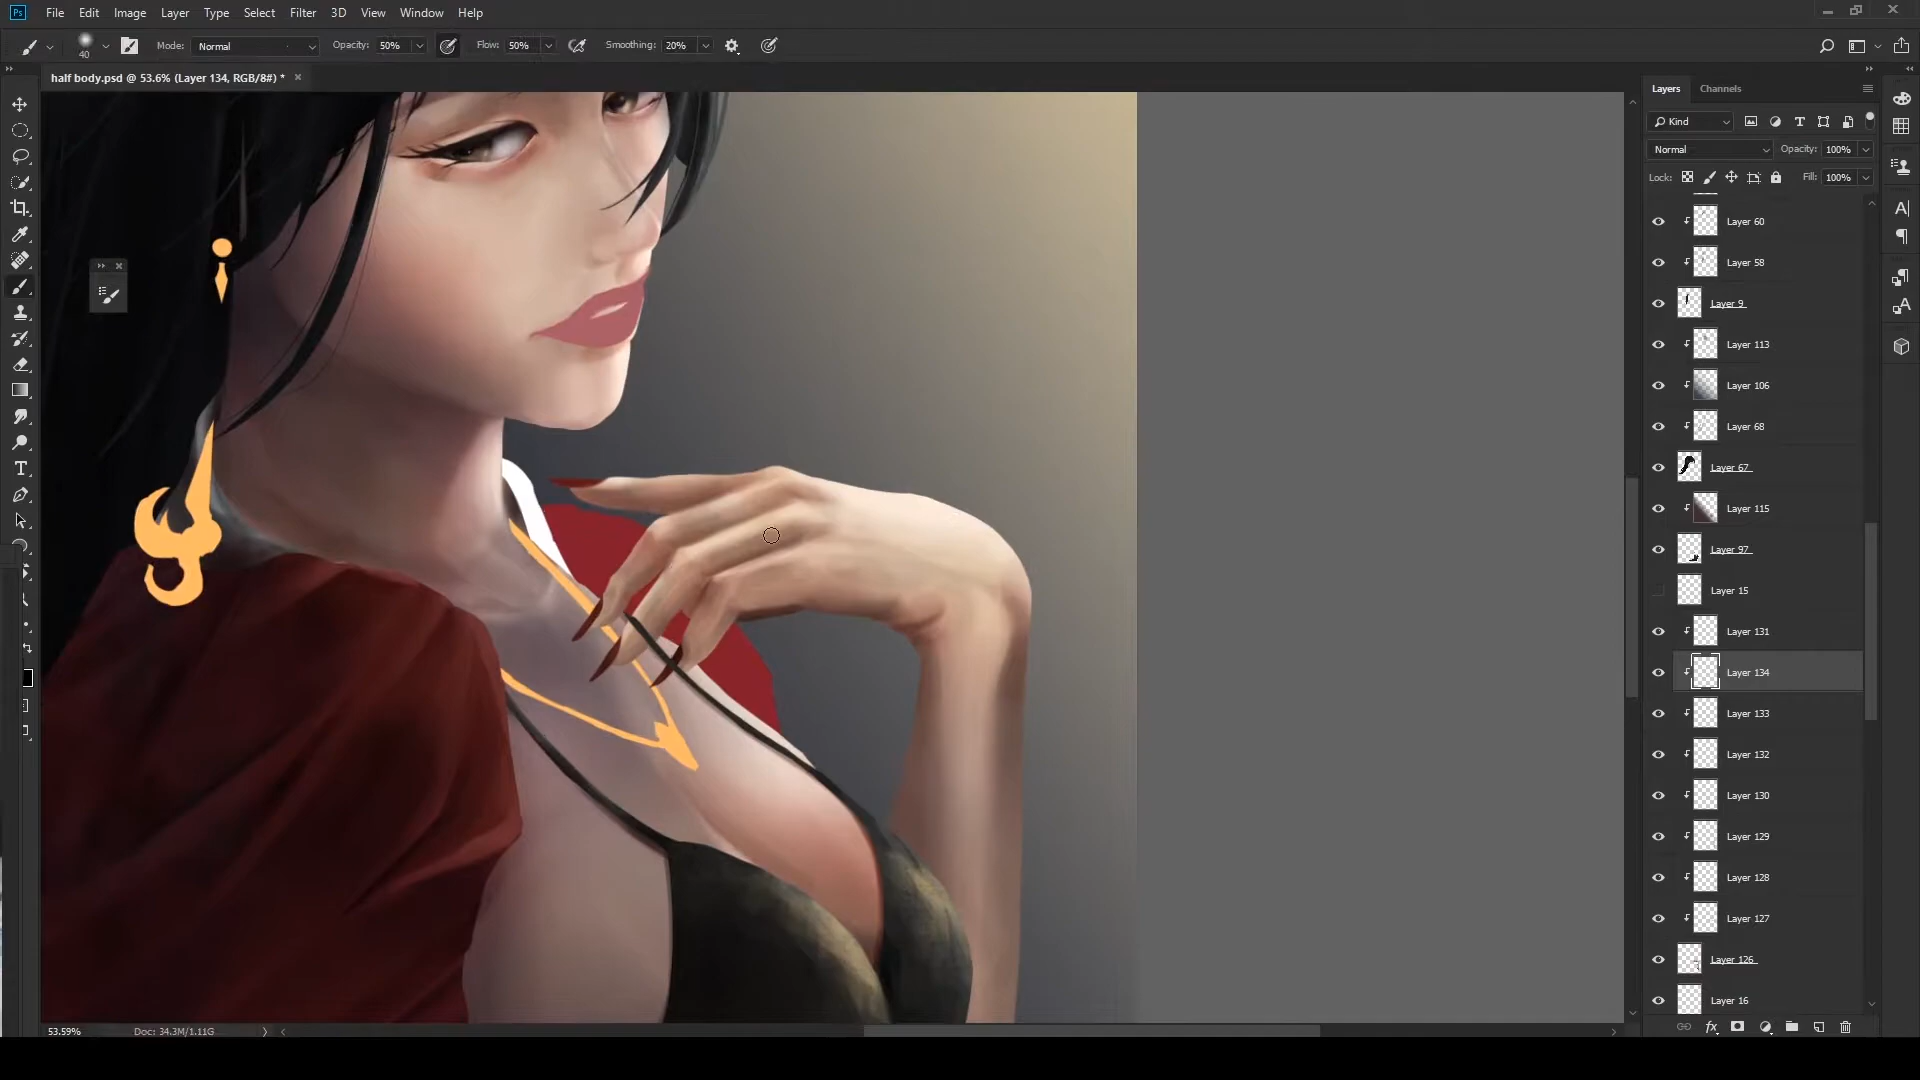 Ps File Edit Image Layer Type Select Filter 3D View Window Help
40 Mode: Normal Opacity: 50% Flow: 50% Smoothing: 20%
half body.psd @ 53.6% (Layer 134, RGB/8#) *
Layers Channels
Kind
Normal Opacity: 100%
Lock: Fill: 100%
Layer 60
Layer 58
Layer 9
Layer 113
Layer 106
Layer 68
Layer 67
Layer 115
Layer 97
Layer 15
Layer 131
Layer 134
Layer 133
Layer 132
Layer 130
Layer 129
Layer 128
Layer 127
Layer 126
Layer 16
53.59% Doc: 34.3M/1.11G